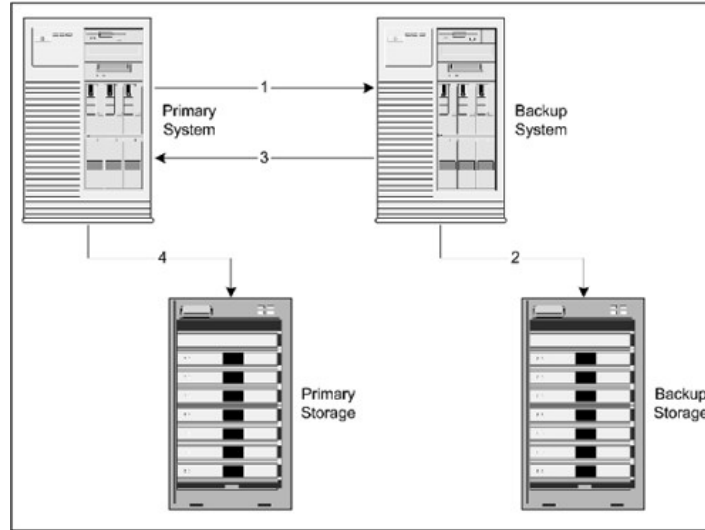 1
Primary
System
Backup
System
3
4
2
Primary
Storage
Backup
Storage